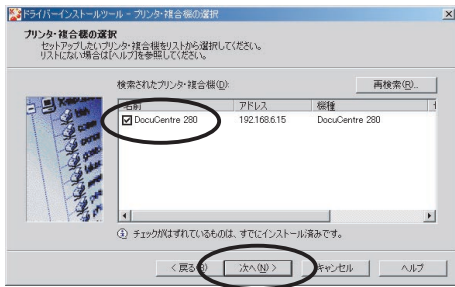 ドライバーインストールツール - プリンタ・複合機の選択
プリンタ・複合機の選択
セットアップしたいプリンタ・複合機をリストから選択してください。
リストにない場合は[ヘルプ]を参照してください。
検索されたプリンタ・複合機(D):
再検索(R)...
名前 アドレス 機種
DocuCentre 280 192.168.6.15 DocuCentre 280
チェックがはずれているものは、すでにインストール済みです。
< 戻る(B) 次へ(N) > キャンセル ヘルプ